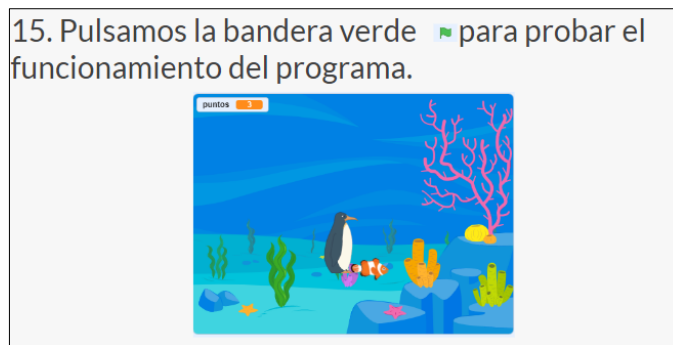 15. Pulsamos la bandera verde para probar el
funcionamiento del programa.
puntos 3